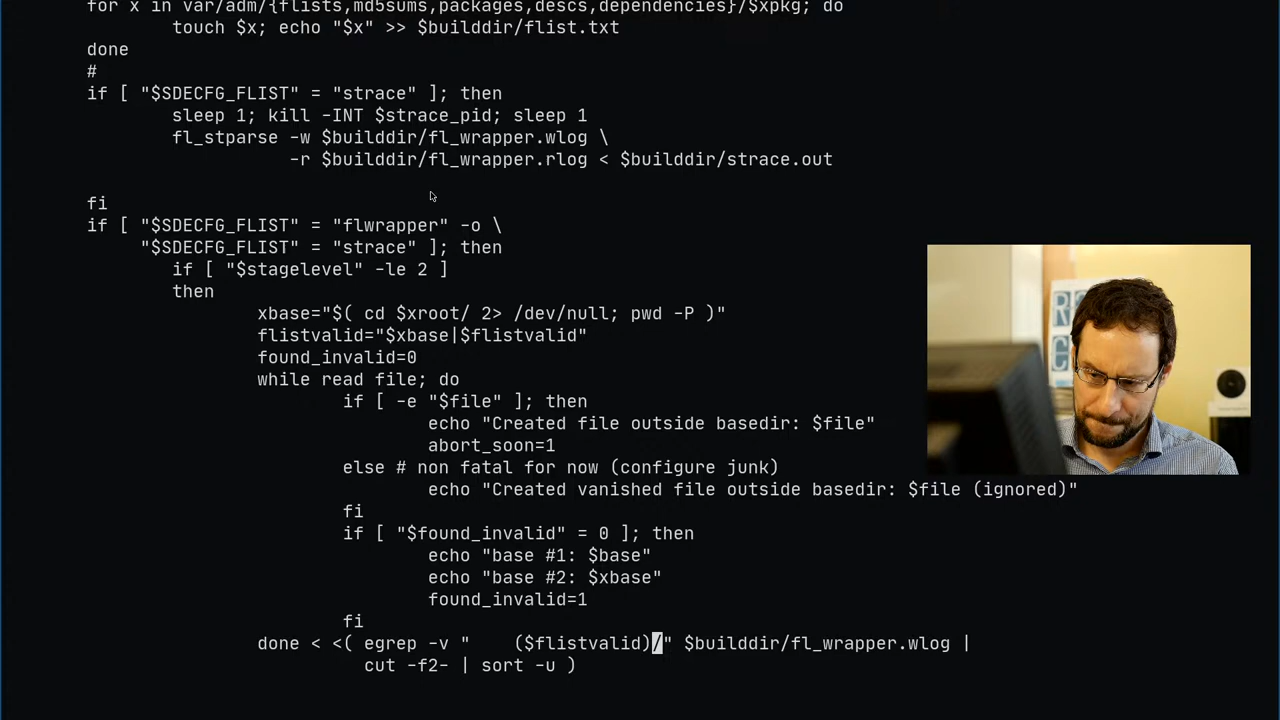 for x in var/adm/{flists,md5sums,packages,descs,dependencies}/$xpkg; do
touch $x; echo "$x" >> $builddir/flist.txt
done
#
if [ "$SDECFG_FLIST" = "strace" ]; then
sleep 1; kill -INT $strace_pid; sleep 1
fl_stparse -w $builddir/fl_wrapper.wlog \
-r $builddir/fl_wrapper.rlog < $builddir/strace.out
fi
if [ "$SDECFG_FLIST" = "flwrapper" -o \
"$SDECFG_FLIST" = "strace" ]; then
if [ "$stagelevel" -le 2 ]
then
xbase="$( cd $xroot/ 2> /dev/null; pwd -P )"
flistvalid="$xbase|$flistvalid"
found_invalid=0
while read file; do
if [ -e "$file" ]; then
echo "Created file outside basedir: $file"
abort_soon=1
else # non fatal for now (configure junk)
echo "Created vanished file outside basedir: $file (ignored)"
fi
if [ "$found_invalid" = 0 ]; then
echo "base #1: $base"
echo "base #2: $xbase"
found_invalid=1
fi
done < <( egrep -v "    ($flistvalid)/" $builddir/fl_wrapper.wlog |
cut -f2- | sort -u )